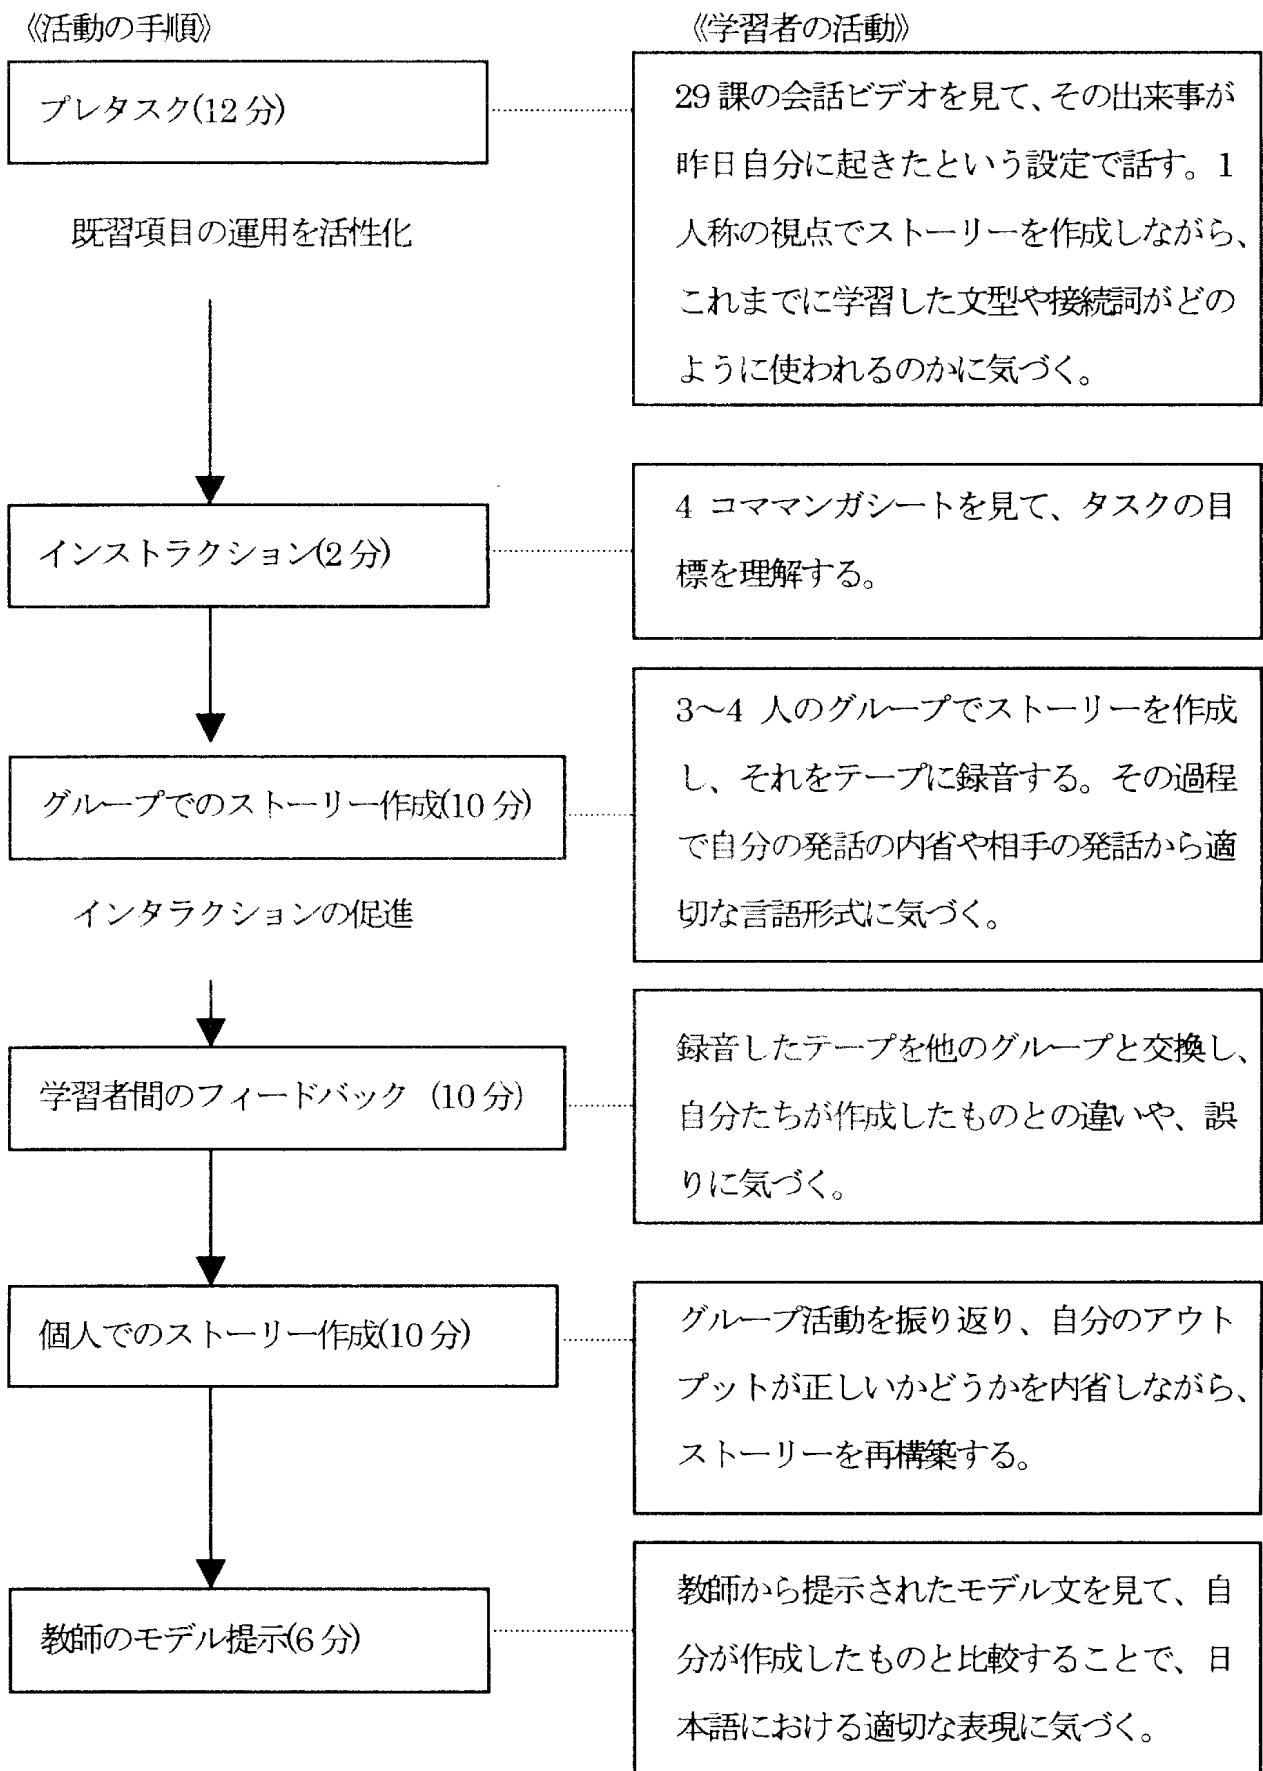 《活動の手順》
《学習者の活動》
プレタスク(12分)
29課の会話ビデオを見て、その出来事が
昨日自分に起きたという設定で話す。1
人称の視点でストーリーを作成しながら、
これまでに学習した文型や接続詞がどの
ように使われるのかに気づく。
既習項目の運用を活性化
インストラクション(2分)
4 コママンガシートを見て、タスクの目
標を理解する。
グループでのストーリー作成(10分)
3～4 人のグループでストーリーを作成
し、それをテープに録音する。その過程
で自分の発話の内省や相手の発話から適
切な言語形式に気づく。
インタラクションの促進
学習者間のフィードバック (10分)
録音したテープを他のグループと交換し、
自分たちが作成したものとの違いや、誤
りに気づく。
個人でのストーリー作成(10分)
グループ活動を振り返り、自分のアウト
プットが正しいかどうかを内省しながら、
ストーリーを再構築する。
教師のモデル提示(6分)
教師から提示されたモデル文を見て、自
分が作成したものと比較することで、日
本語における適切な表現に気づく。